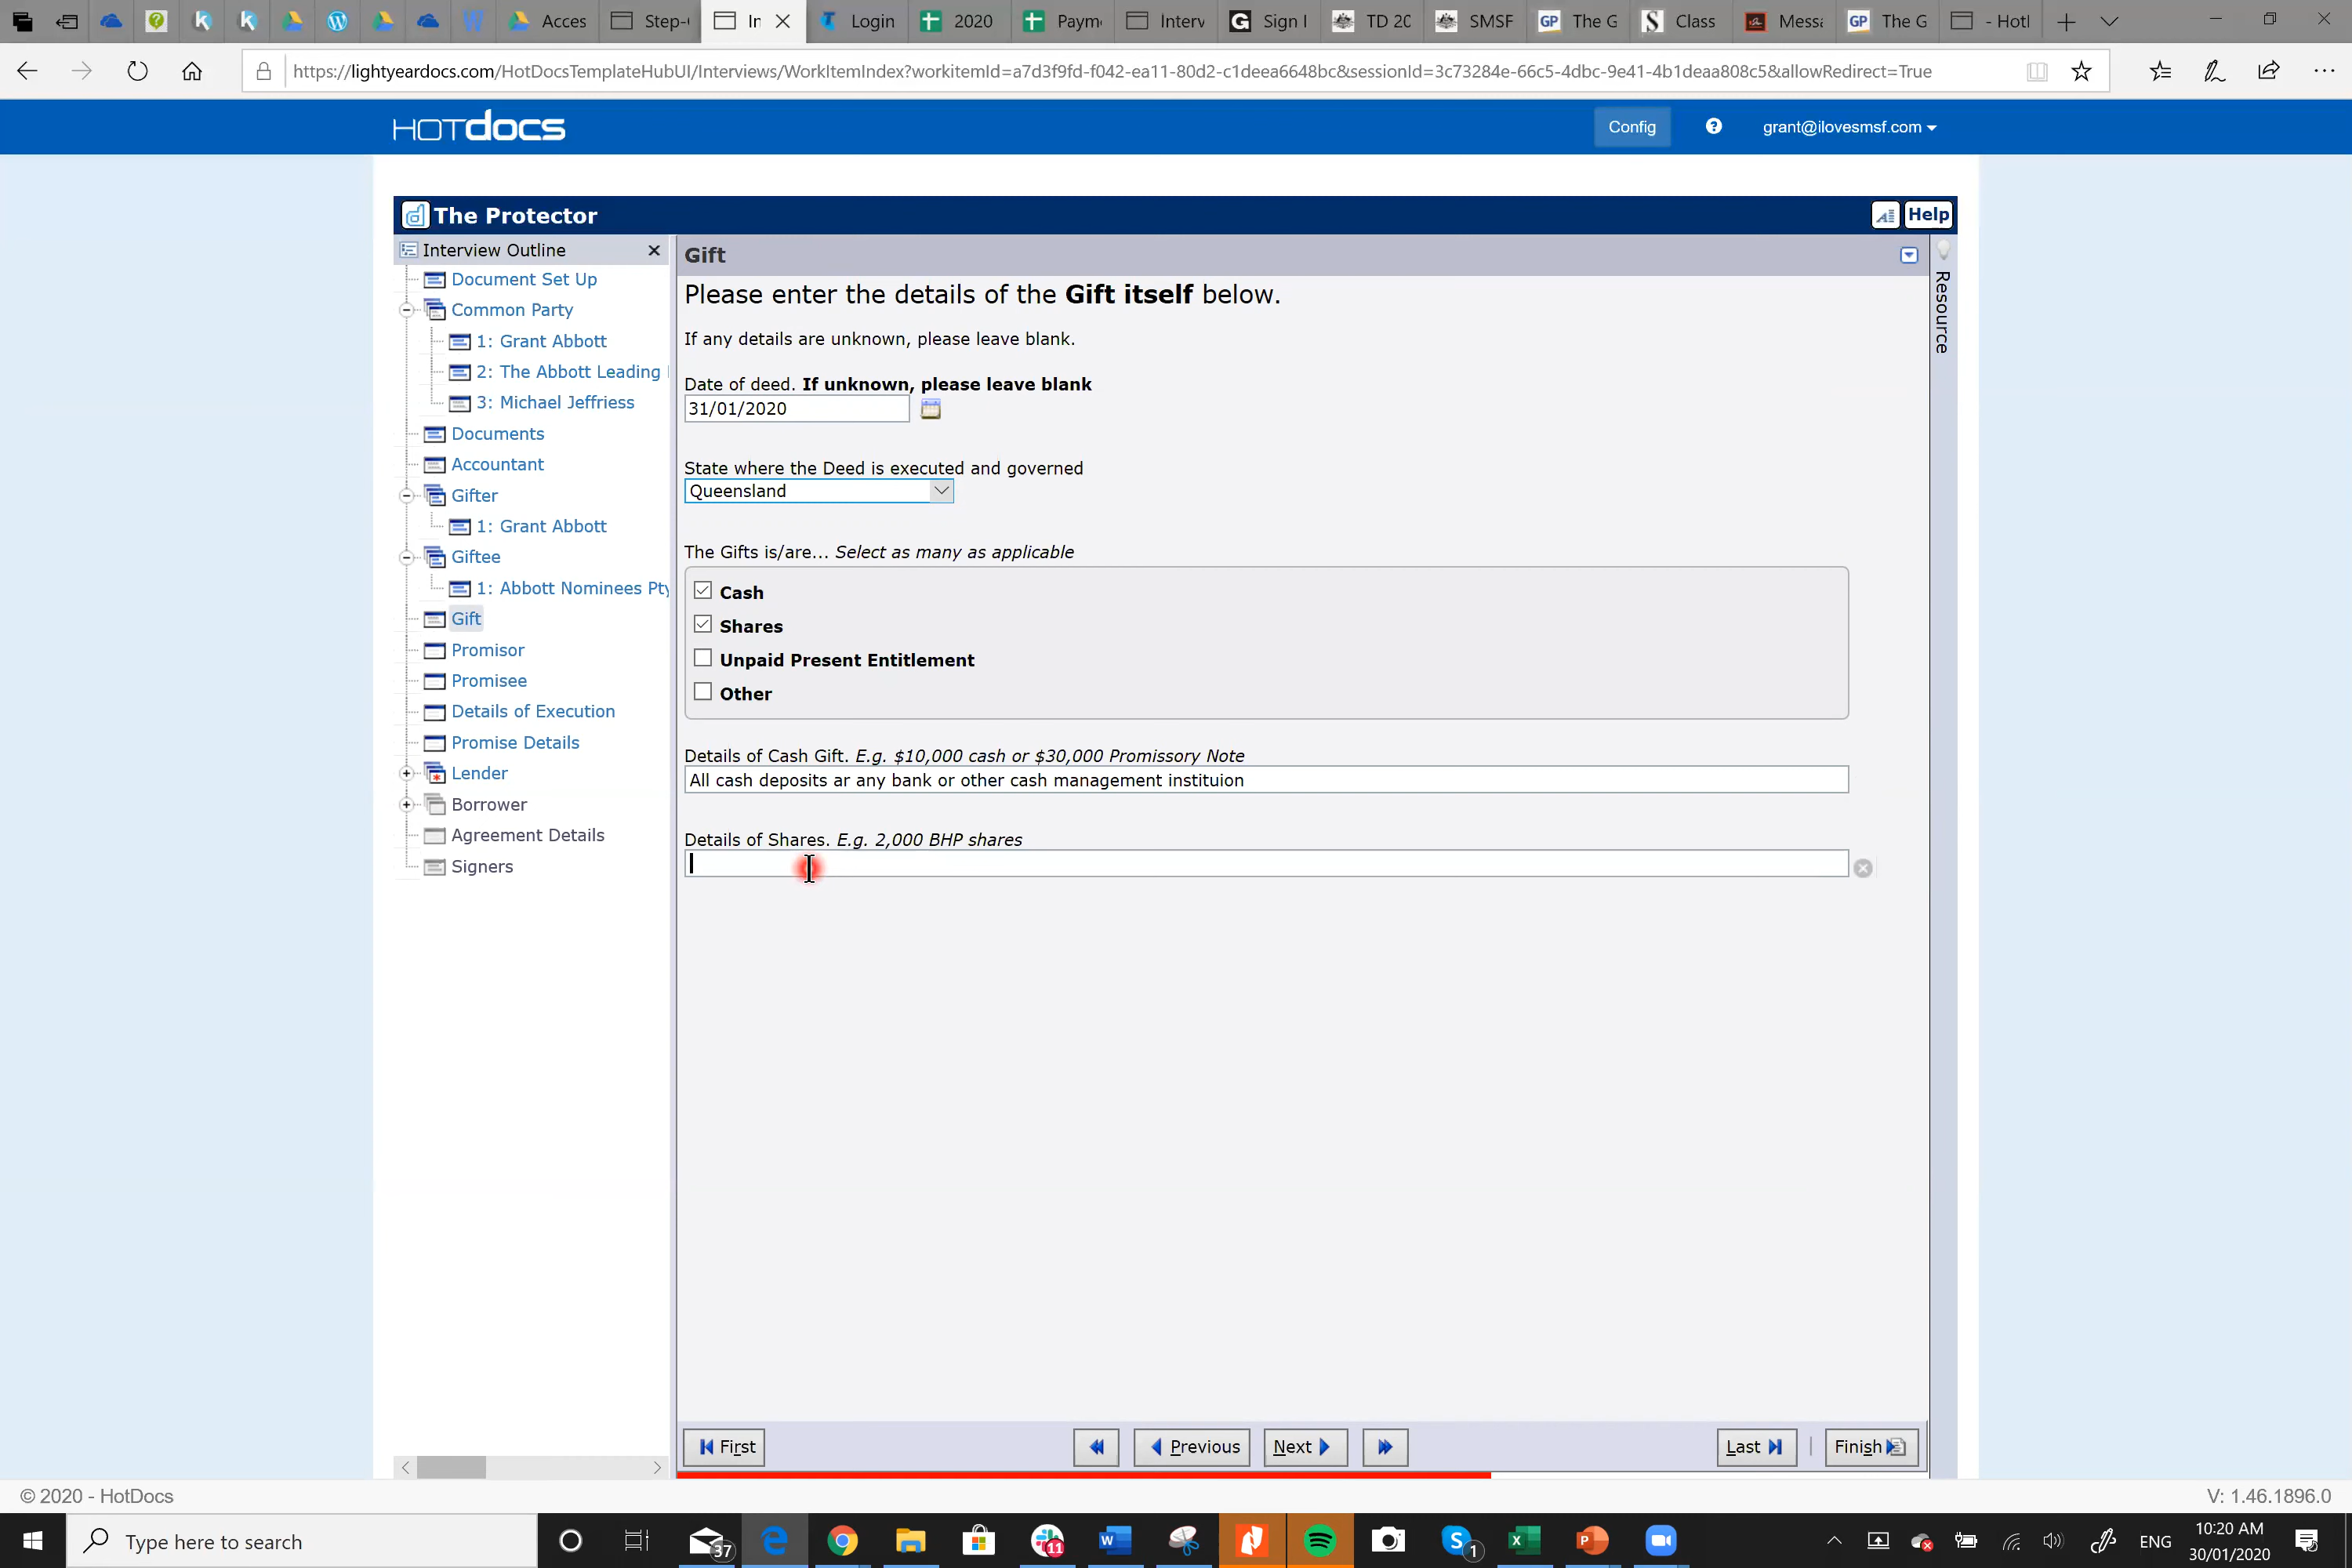 Acces
Step-
Ir
Login
2020
Payme
Interv
Sign I
TD 20
SMSF
GP
The G
Class
Messa
GP
The G
- Hotl
https://lightyeardocs.com/HotDocsTemplateHubUI/Interviews/WorkItemIndex?workitemId=a7d3f9fd-f042-ea11-80d2-c1deea6648bc&sessionId=3c73284e-66c5-4dbc-9e41-4b1deaa808c5&allowRedirect=True
HOTdocs
Config
grant@ilovesmsf.com
The Protector
Help
Interview Outline
Document Set Up
Common Party
1: Grant Abbott
2: The Abbott Leading
3: Michael Jeffriess
Documents
Accountant
Gifter
1: Grant Abbott
Giftee
1: Abbott Nominees Pty
Gift
Promisor
Promisee
Details of Execution
Promise Details
Lender
Borrower
Agreement Details
Signers
Gift
Resource
Please enter the details of the Gift itself below.
If any details are unknown, please leave blank.
Date of deed. If unknown, please leave blank
31/01/2020
State where the Deed is executed and governed
Queensland
The Gifts is/are... Select as many as applicable
Cash
Shares
Unpaid Present Entitlement
Other
Details of Cash Gift. E.g. $10,000 cash or $30,000 Promissory Note
All cash deposits ar any bank or other cash management instituion
Details of Shares. E.g. 2,000 BHP shares
First
Previous
Next
Last
Finish
© 2020 - HotDocs
V: 1.46.1896.0
Type here to search
37
11
1
ENG
10:20 AM
30/01/2020